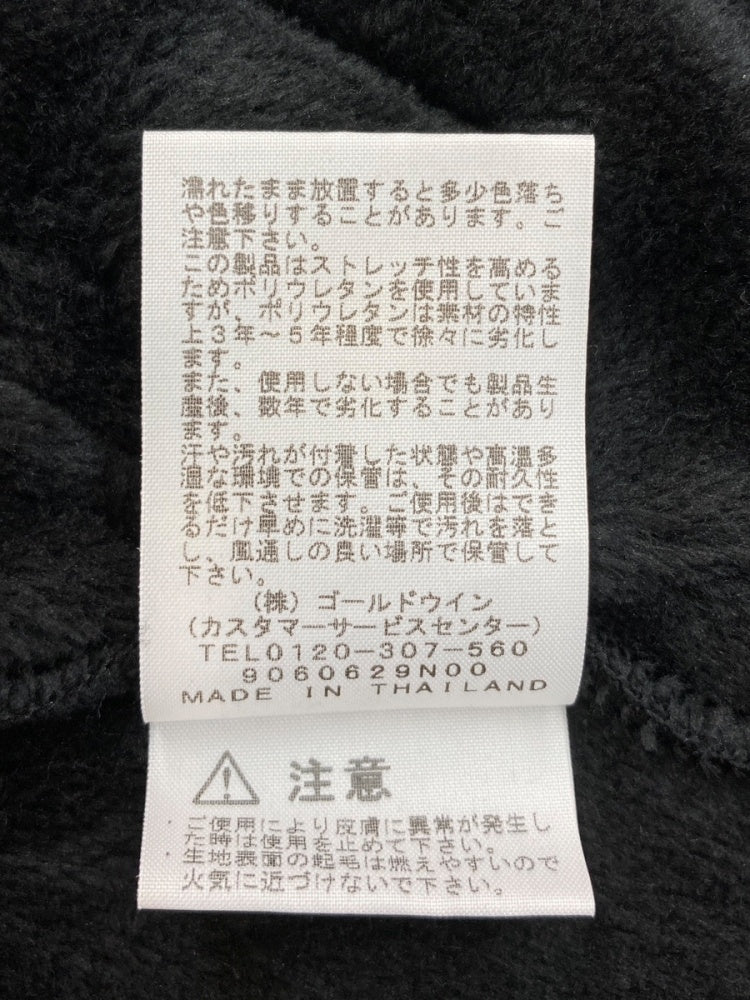 濡れたまま放置すると多少色落ち
や色移りすることがあります。ご
注意下さい。
この製品はストレッチ性を高める
ためポリウレタンを使用していま
すが、ポリウレタンは素材の特性
上3年～5年程度で徐々に劣化し
ます。
また、使用しない場合でも製品生
産後、数年で劣化することがあり
ます。
汗や汚れが付着した状態や高温多
湿な環境での保管は、その耐久性
を低下させます。ご使用後はでき
るだけ早めに洗濯等で汚れを落と
し、風通しの良い場所で保管して
下さい。
(株) ゴールドウイン
(カスタマーサービスセンター)
TEL0120-307-560
9060629N00
MADE IN THAILAND
注意
・ご使用により皮膚に異常が発生し
た時は使用を止めて下さい。
・生地表面の起毛は燃えやすいので
火気に近づけないで下さい。